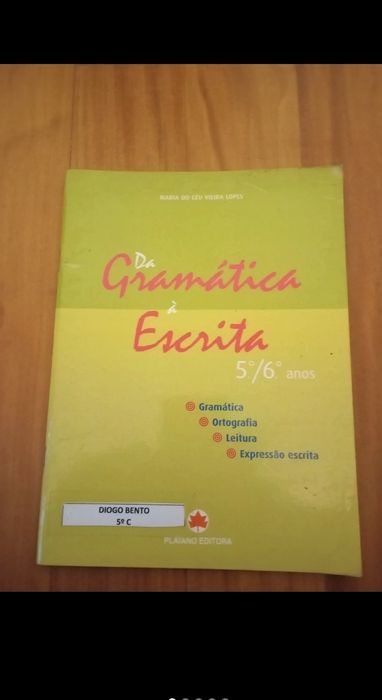 MARIA DO CÉU VIEIRA LOPES
Da
Gramática
à
Escrita
5.º/6.º anos
Gramática
Ortografia
Leitura
Expressão escrita
DIOGO BENTO
5º C
PLÁTANO EDITORA